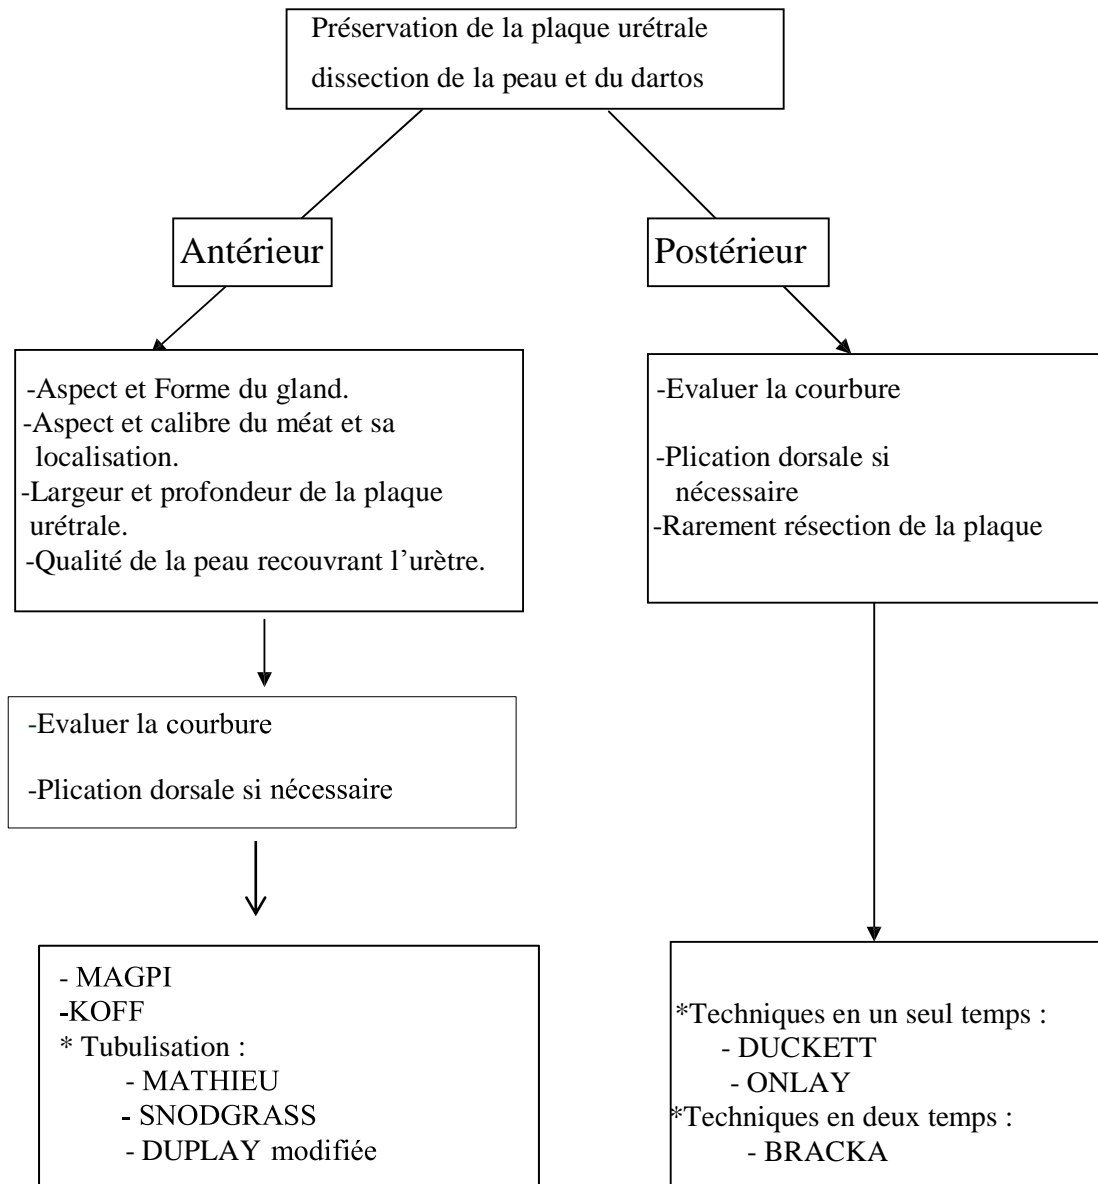 Préservation de la plaque urétrale
dissection de la peau et du dartos
Antérieur
Postérieur
-Aspect et Forme du gland.
-Aspect et calibre du méat et sa
localisation.
-Largeur et profondeur de la plaque
urétrale.
-Qualité de la peau recouvrant l’urètre.
-Evaluer la courbure
-Plication dorsale si
nécessaire
-Rarement résection de la plaque
-Evaluer la courbure
-Plication dorsale si nécessaire
- MAGPI
-KOFF
* Tubulisation :
- MATHIEU
- SNODGRASS
- DUPLAY modifiée
*Techniques en un seul temps :
- DUCKETT
- ONLAY
*Techniques en deux temps :
- BRACKA